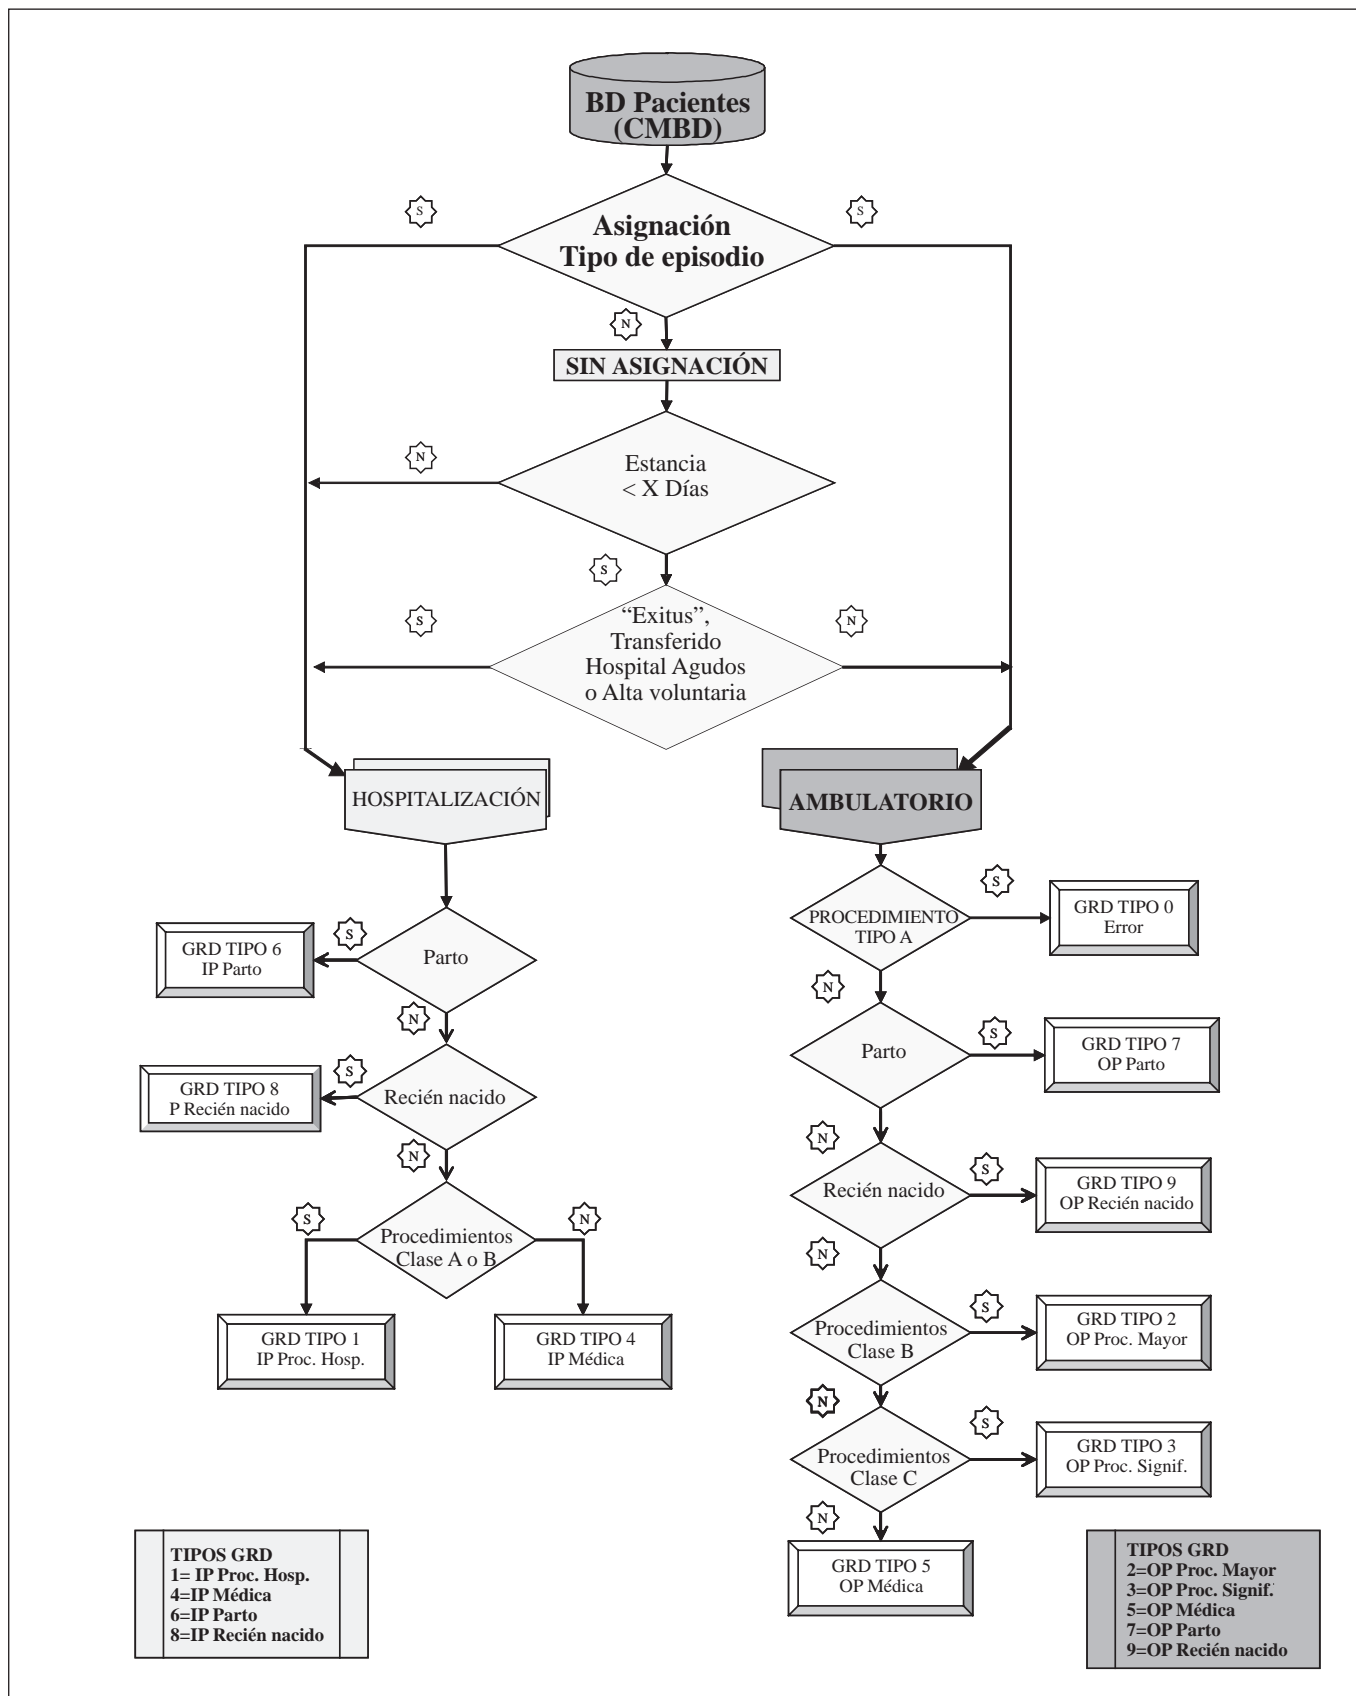 BD Pacientes
(CMBD)
S
S
Asignación
Tipo de episodio
N
SIN ASIGNACIÓN
N
Estancia
< X Días
S
S
N
“Exitus”,
Transferido
Hospital Agudos
o Alta voluntaria
HOSPITALIZACIÓN
AMBULATORIO
S
PROCEDIMIENTO
TIPO A
GRD TIPO 0
Error
S
GRD TIPO 6
IP Parto
Parto
N
N
S
Parto
GRD TIPO 7
OP Parto
S
GRD TIPO 8
P Recién nacido
Recién nacido
N
N
S
Recién nacido
GRD TIPO 9
OP Recién nacido
S
N
Procedimientos
Clase A o B
GRD TIPO 1
IP Proc. Hosp.
GRD TIPO 4
IP Médica
N
S
Procedimientos
Clase B
GRD TIPO 2
OP Proc. Mayor
N
S
Procedimientos
Clase C
GRD TIPO 3
OP Proc. Signif.
N
GRD TIPO 5
OP Médica
TIPOS GRD
1= IP Proc. Hosp.
4=IP Médica
6=IP Parto
8=IP Recién nacido
TIPOS GRD
2=OP Proc. Mayor
3=OP Proc. Signif.
5=OP Médica
7=OP Parto
9=OP Recién nacido